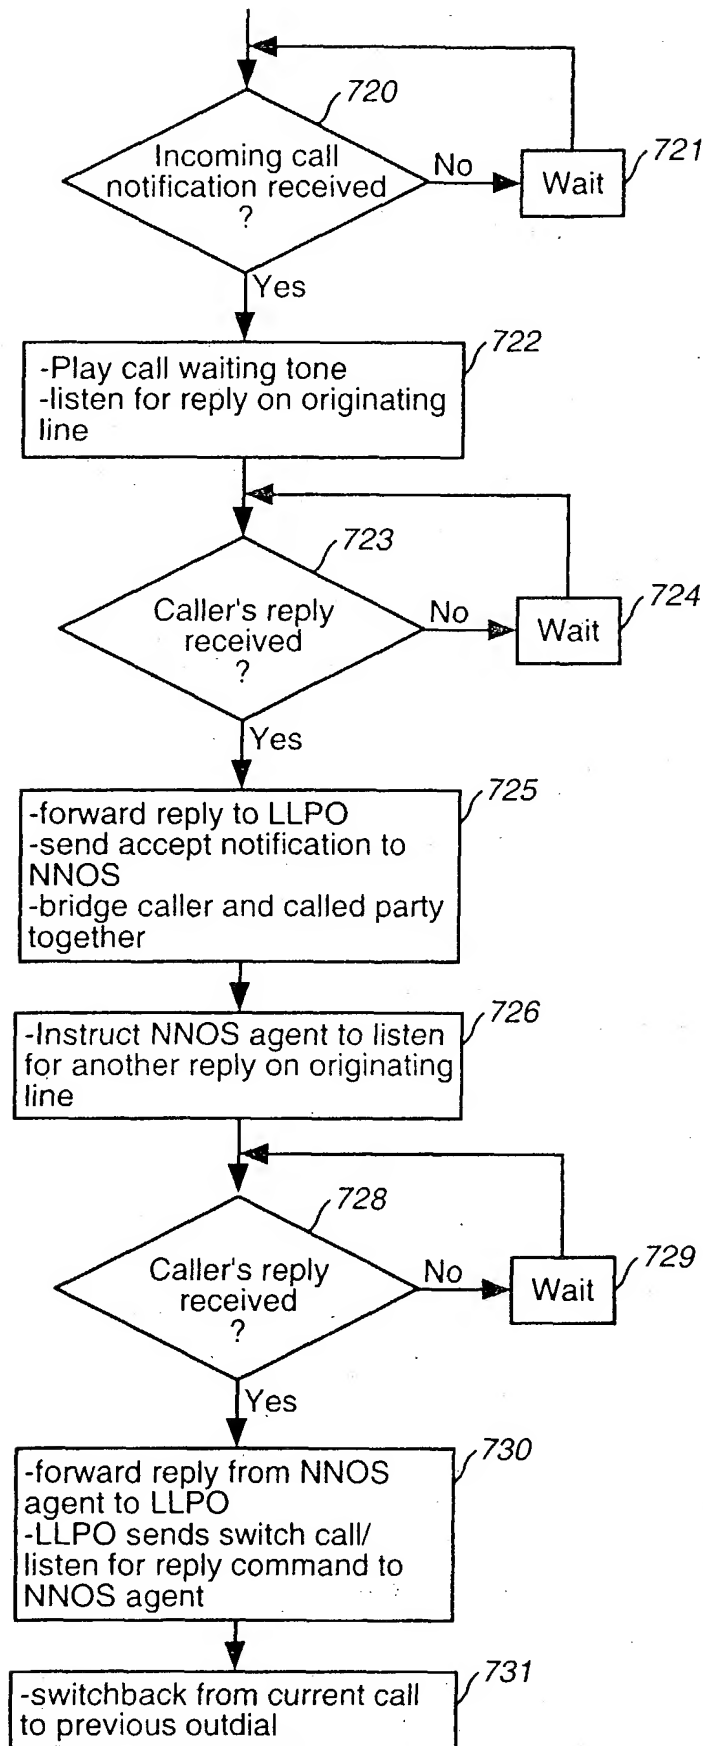 720
Incoming call
notification received
?
No
Wait
721
Yes
722
-Play call waiting tone
-listen for reply on originating
line
723
Caller's reply
received
?
No
Wait
724
Yes
725
-forward reply to LLPO
-send accept notification to
NNOS
-bridge caller and called party
together
726
-Instruct NNOS agent to listen
for another reply on originating
line
728
Caller's reply
received
?
No
Wait
729
Yes
730
-forward reply from NNOS
agent to LLPO
-LLPO sends switch call/
listen for reply command to
NNOS agent
731
-switchback from current call
to previous outdial